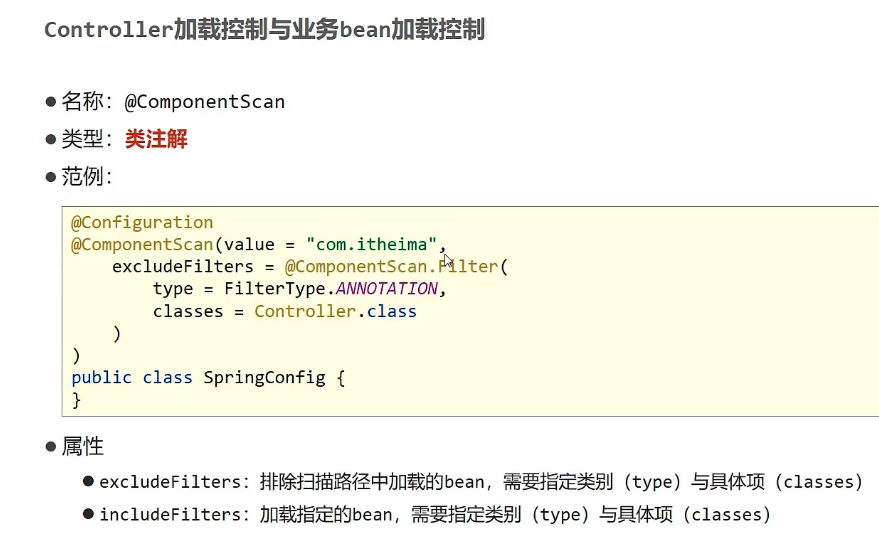 Controller加载控制与业务bean加载控制
● 名称：@ComponentScan
● 类型：类注解
● 范例：
@Configuration
@ComponentScan(value = "com.itheima",
    excludeFilters = @ComponentScan.Filter(
        type = FilterType.ANNOTATION,
        classes = Controller.class
    )
)
public class SpringConfig {
}
● 属性
● excludeFilters：排除扫描路径中加载的bean，需要指定类别（type）与具体项（classes）
● includeFilters：加载指定的bean，需要指定类别（type）与具体项（classes）